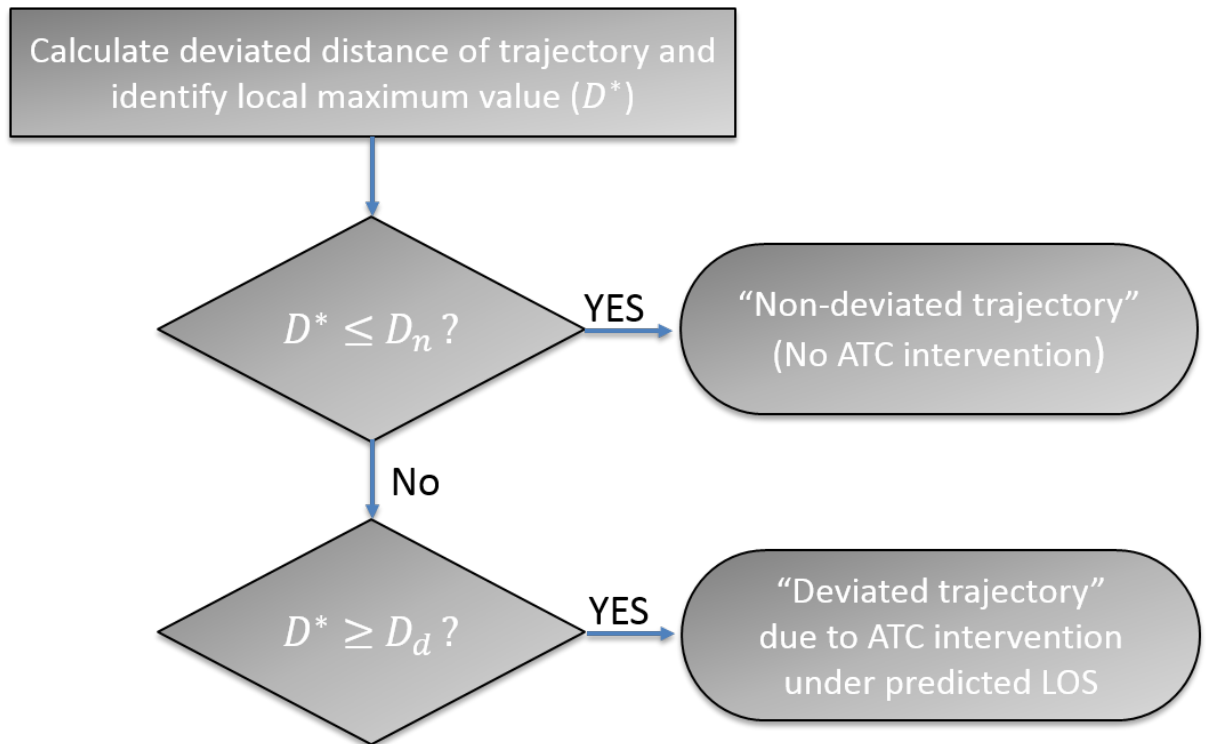 Calculate deviated distance of trajectory and
identify local maximum value (𝐷*)
𝐷* ≤ 𝐷ₙ ?
YES
“Non-deviated trajectory”
(No ATC intervention)
No
𝐷* ≥ 𝐷_d ?
YES
“Deviated trajectory”
due to ATC intervention
under predicted LOS